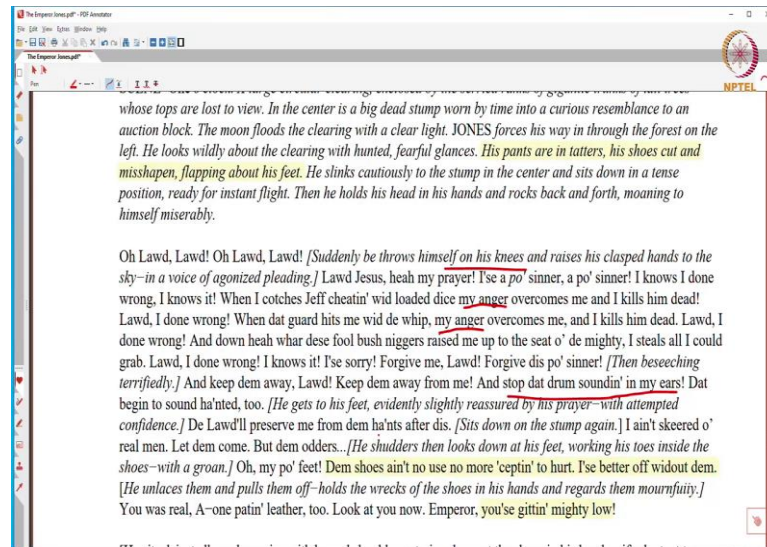 The Emperor Jones.pdf* - PDF Annotator
File Edit View Extras Window Help
The Emperor Jones.pdf*
Pen
NPTEL
whose tops are lost to view. In the center is a big dead stump worn by time into a curious resemblance to an
auction block. The moon floods the clearing with a clear light. JONES forces his way in through the forest on the
left. He looks wildly about the clearing with hunted, fearful glances. His pants are in tatters, his shoes cut and
misshapen, flapping about his feet. He slinks cautiously to the stump in the center and sits down in a tense
position, ready for instant flight. Then he holds his head in his hands and rocks back and forth, moaning to
himself miserably.
Oh Lawd, Lawd! Oh Lawd, Lawd! [Suddenly be throws himself on his knees and raises his clasped hands to the
sky−in a voice of agonized pleading.] Lawd Jesus, heah my prayer! I'se a po' sinner, a po' sinner! I knows I done
wrong, I knows it! When I cotches Jeff cheatin' wid loaded dice my anger overcomes me and I kills him dead!
Lawd, I done wrong! When dat guard hits me wid de whip, my anger overcomes me, and I kills him dead. Lawd, I
done wrong! And down heah whar dese fool bush niggers raised me up to the seat o' de mighty, I steals all I could
grab. Lawd, I done wrong! I knows it! I'se sorry! Forgive me, Lawd! Forgive dis po' sinner! [Then beseeching
terrifiedly.] And keep dem away, Lawd! Keep dem away from me! And stop dat drum soundin' in my ears! Dat
begin to sound ha'nted, too. [He gets to his feet, evidently slightly reassured by his prayer−with attempted
confidence.] De Lawd'll preserve me from dem ha'nts after dis. [Sits down on the stump again.] I ain't skeered o'
real men. Let dem come. But dem odders...[He shudders then looks down at his feet, working his toes inside the
shoes−with a groan.] Oh, my po' feet! Dem shoes ain't no use no more 'ceptin' to hurt. I'se better off widout dem.
[He unlaces them and pulls them off−holds the wrecks of the shoes in his hands and regards them mournfuiiy.]
You was real, A−one patin' leather, too. Look at you now. Emperor, you'se gittin' mighty low!